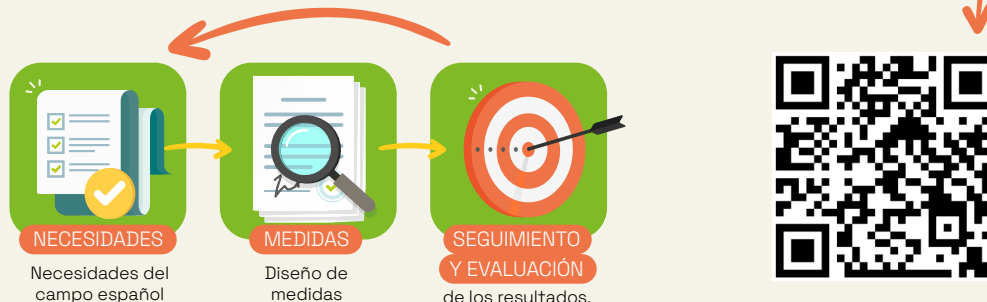 NECESIDADES
Necesidades del
campo español
MEDIDAS
Diseño de
medidas
SEGUIMIENTO
Y EVALUACIÓN
de los resultados.